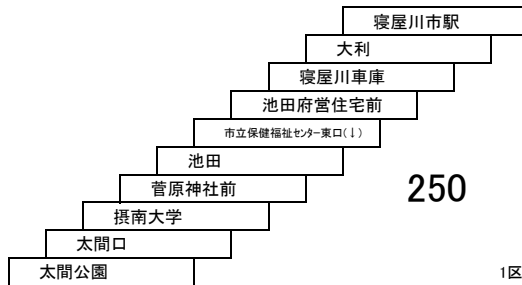 寝屋川市駅
大利
寝屋川車庫
池田府営住宅前
市立保健福祉センター東口(↓)
池田
菅原神社前
250
摂南大学
太間口
太間公園
1区